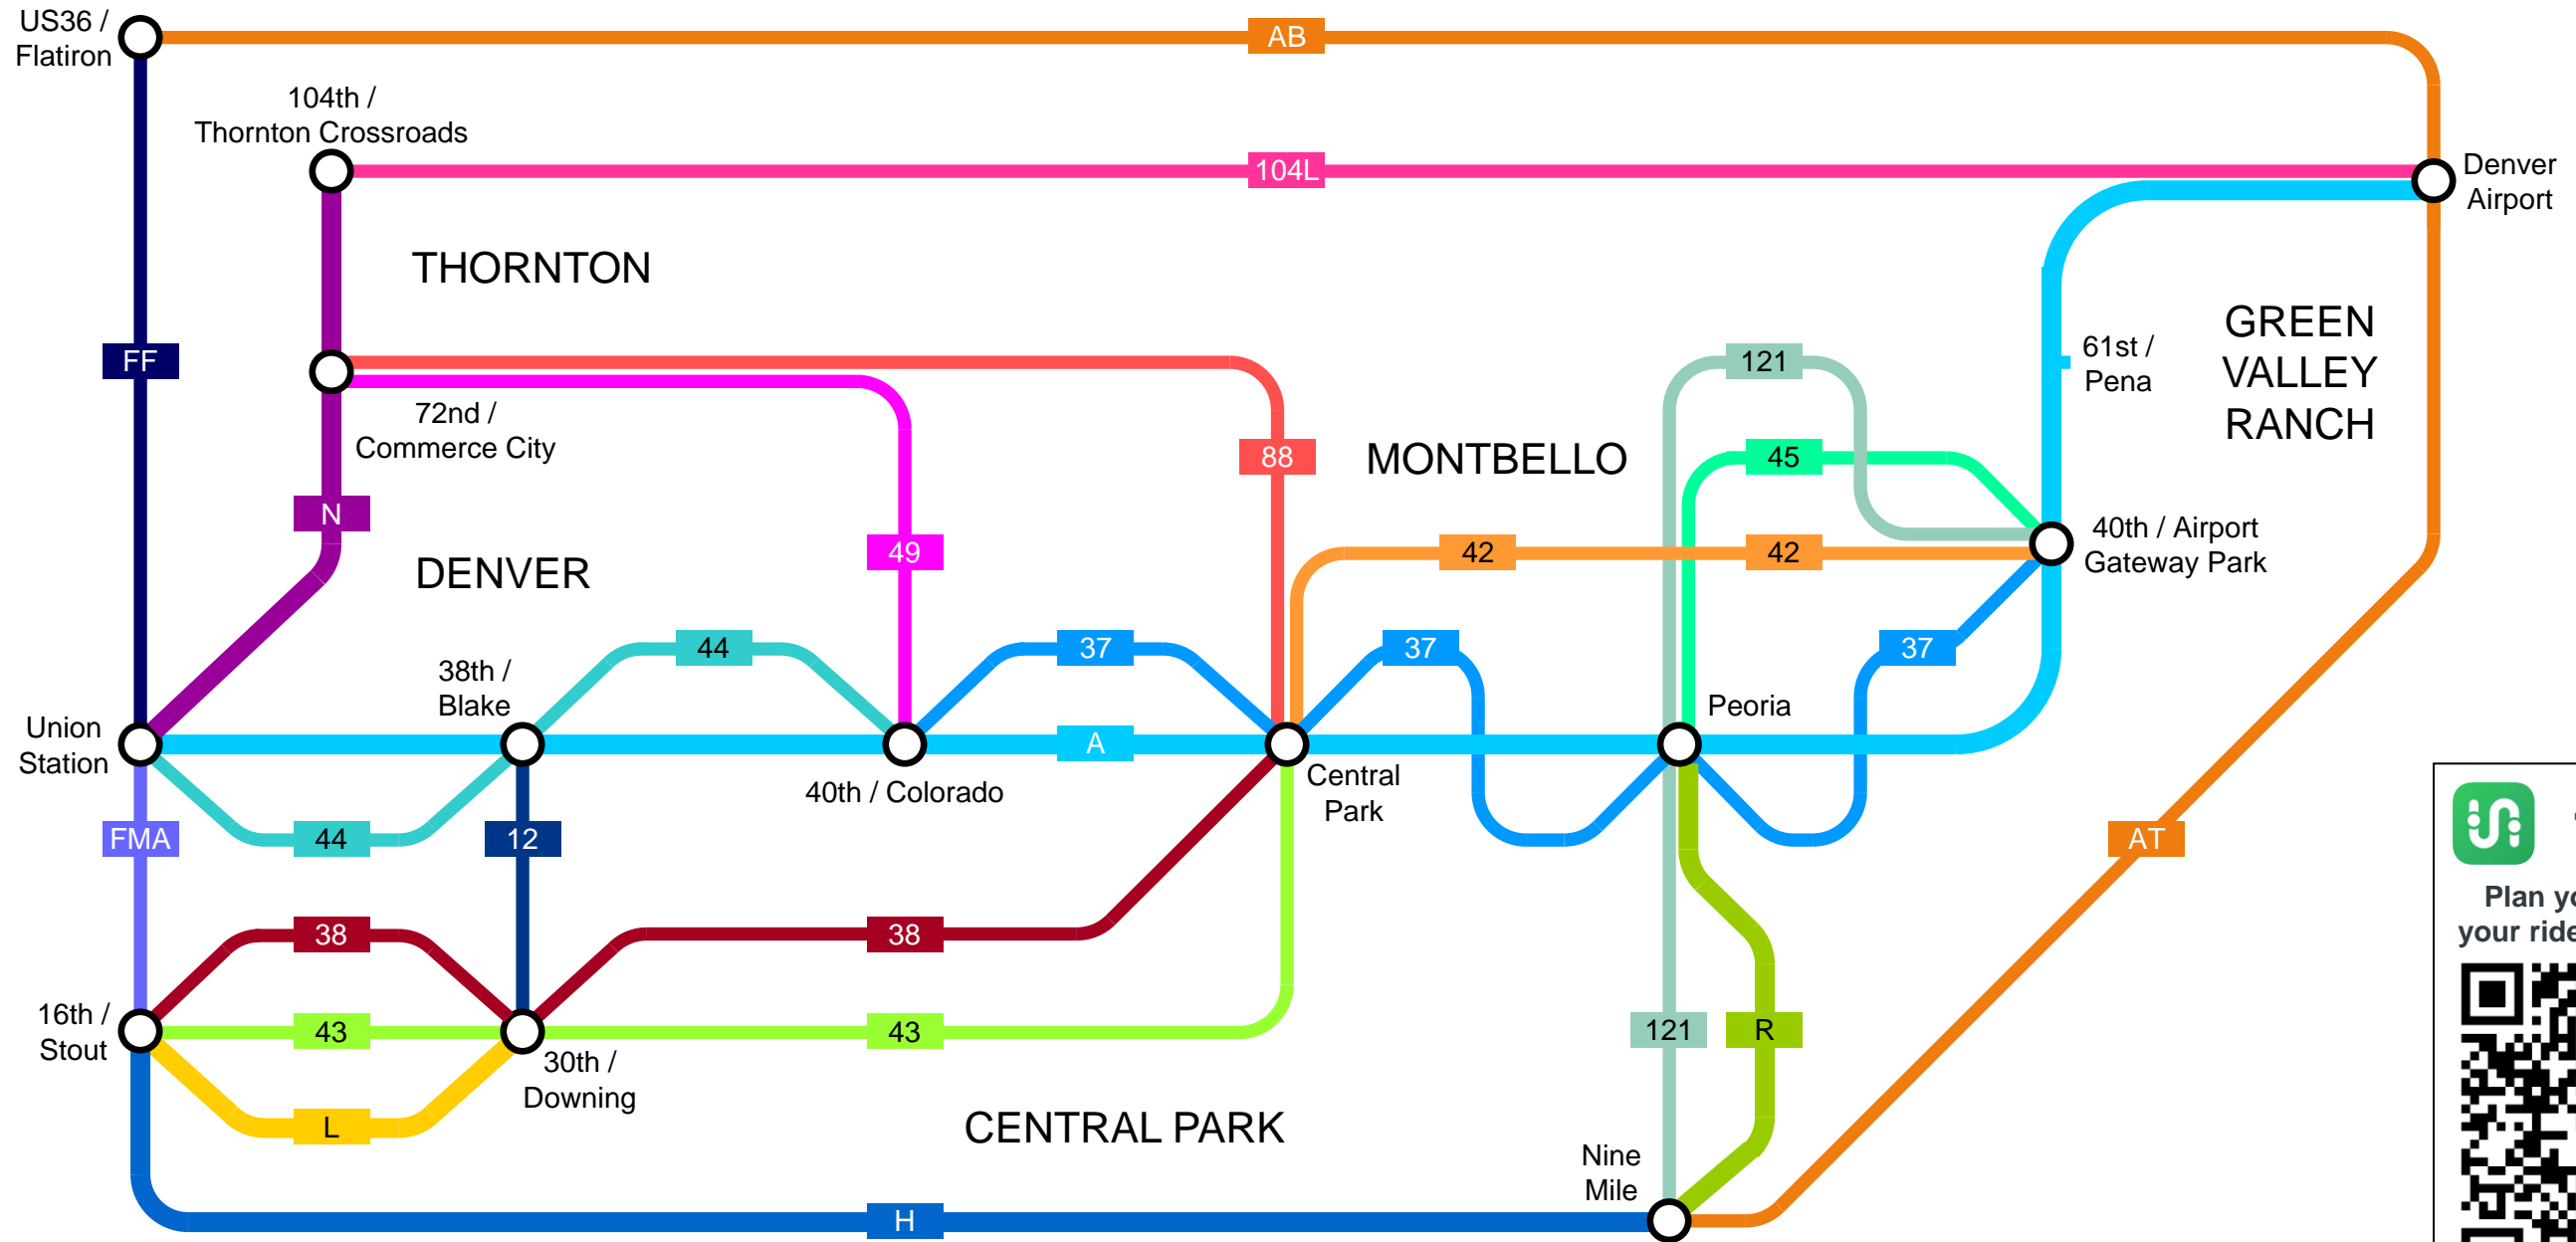 US36 /
Flatiron
AB
104th /
Thornton Crossroads
104L
Denver
Airport
THORNTON
GREEN
VALLEY
RANCH
FF
121
61st /
Pena
72nd /
Commerce City
88
MONTBELLO
45
N
49
42
42
40th / Airport
Gateway Park
DENVER
44
37
37
37
38th /
Blake
Peoria
Union
Station
A
40th / Colorado
Central
Park
FMA
44
12
AT
Plan yo
your ride
38
38
16th /
Stout
43
43
121
R
30th /
Downing
L
CENTRAL PARK
Nine
Mile
H